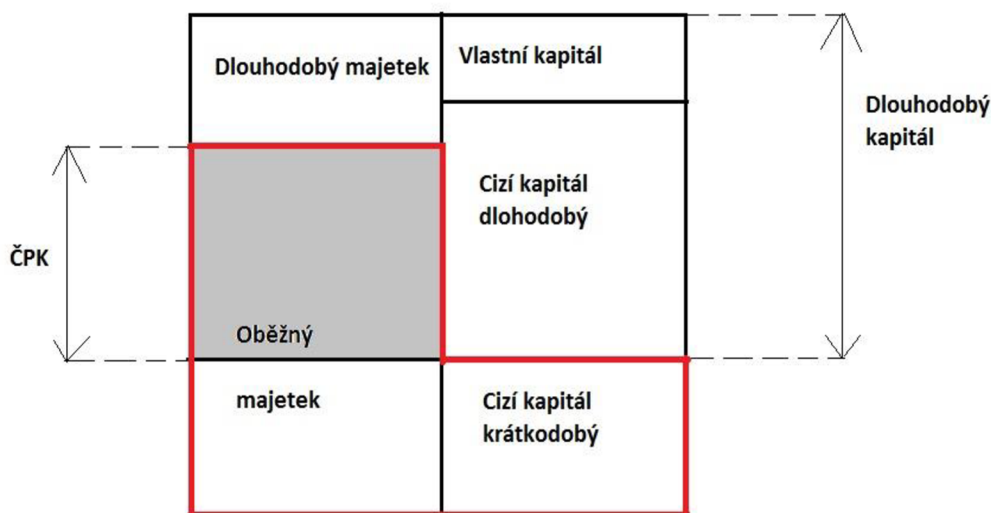 Dlouhodobý majetek
Vlastní kapitál
Dlouhodobý
kapitál
Cizí kapitál
dlohodobý
ČPK
Oběžný
majetek
Cizí kapitál
krátkodobý